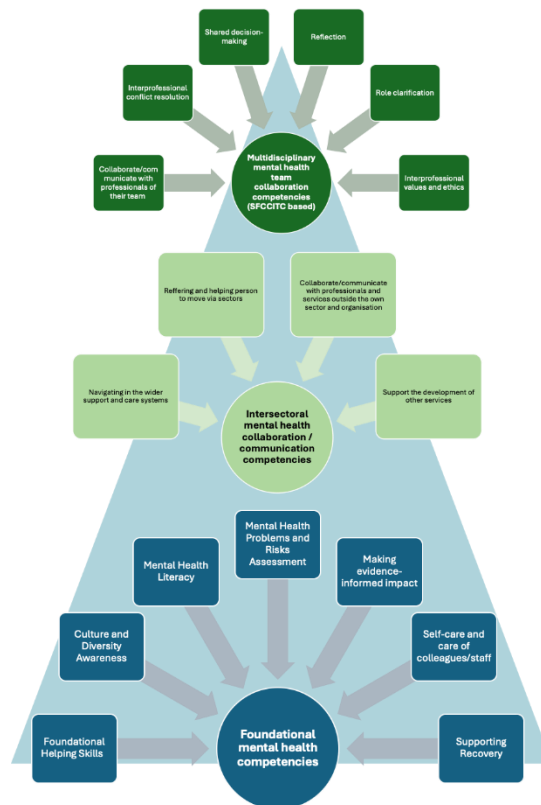 Shared decision-
making
Reflection
Interprofessional
conflict resolution
Role clarification
Multidisciplinary
mental health
team
collaboration
competencies
(SFCCITC based)
Collaborate/com
municate with
professionals of
their team
Interprofessional
values and ethics
Reffering and helping person
to move via sectors
Collaborate/communicate
with professionals and
services outside the own
sector and organisation
Navigating in the wider
support and care systems
Support the development of
other services
Intersectoral
mental health
collaboration /
communication
competencies
Mental Health
Problems and
Risks
Assessment
Mental Health
Literacy
Making
evidence-
informed impact
Culture and
Diversity
Awareness
Self-care and
care of
colleagues/staff
Foundational
Helping Skills
Foundational
mental health
competencies
Supporting
Recovery